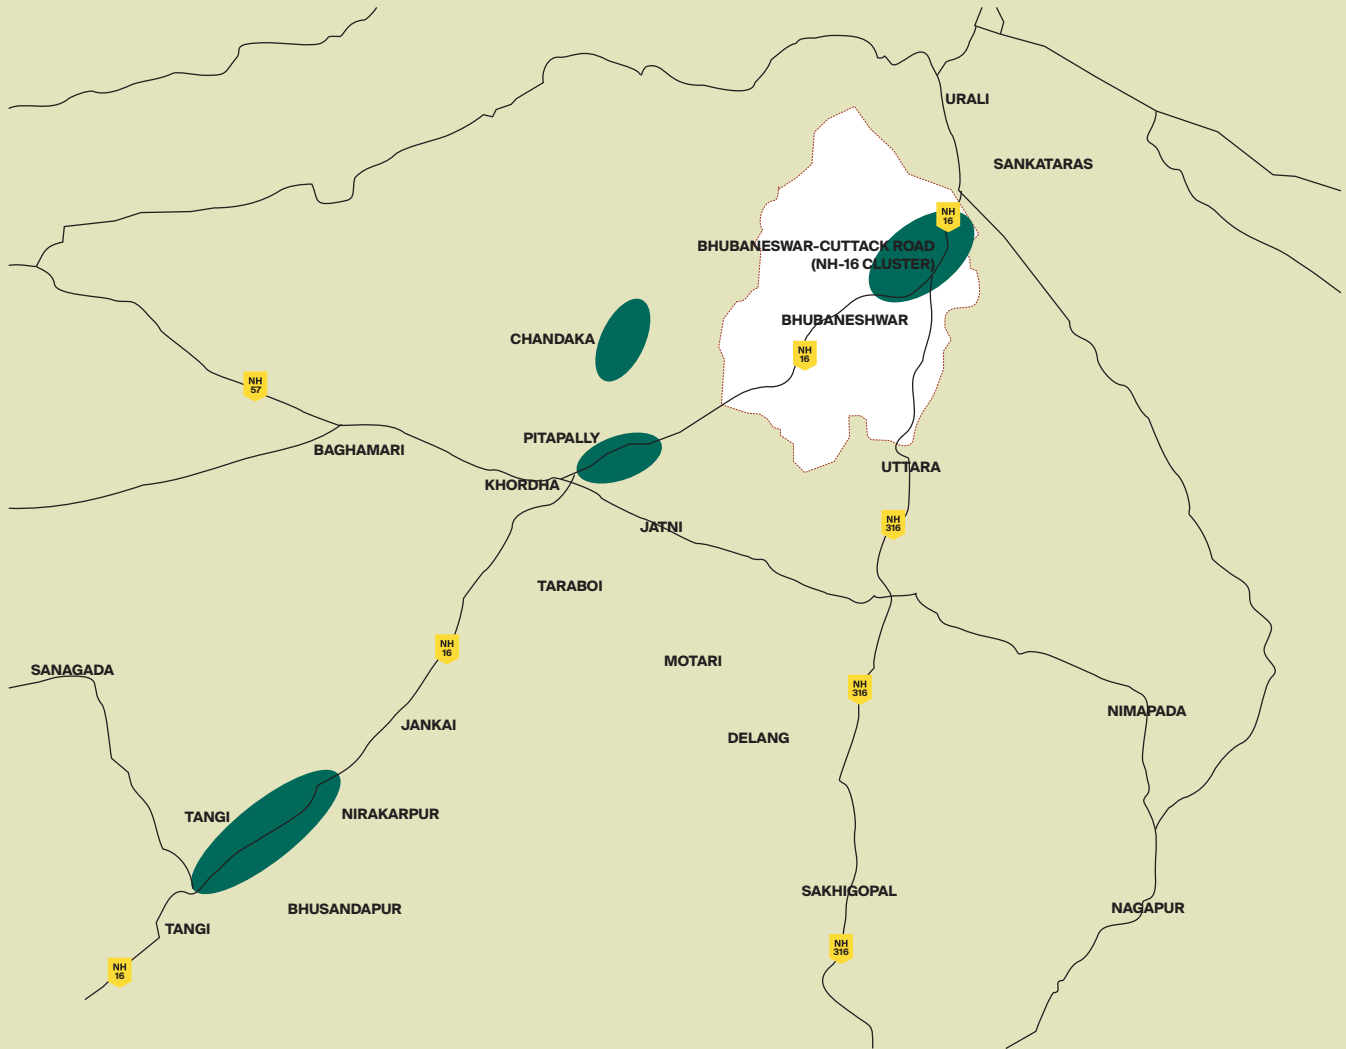 URALI
SANKATARAS
NH
16
BHUBANESWAR-CUTTACK ROAD
(NH-16 CLUSTER)
BHUBANESHWAR
CHANDAKA
NH
16
NH
57
PITAPALLY
BAGHAMARI
UTTARA
KHORDHA
JATNI
NH
316
TARABOI
NH
16
MOTARI
SANAGADA
NH
316
NIMAPADA
JANKAI
DELANG
TANGI
NIRAKARPUR
SAKHIGOPAL
BHUSANDAPUR
NAGAPUR
TANGI
NH
316
NH
16